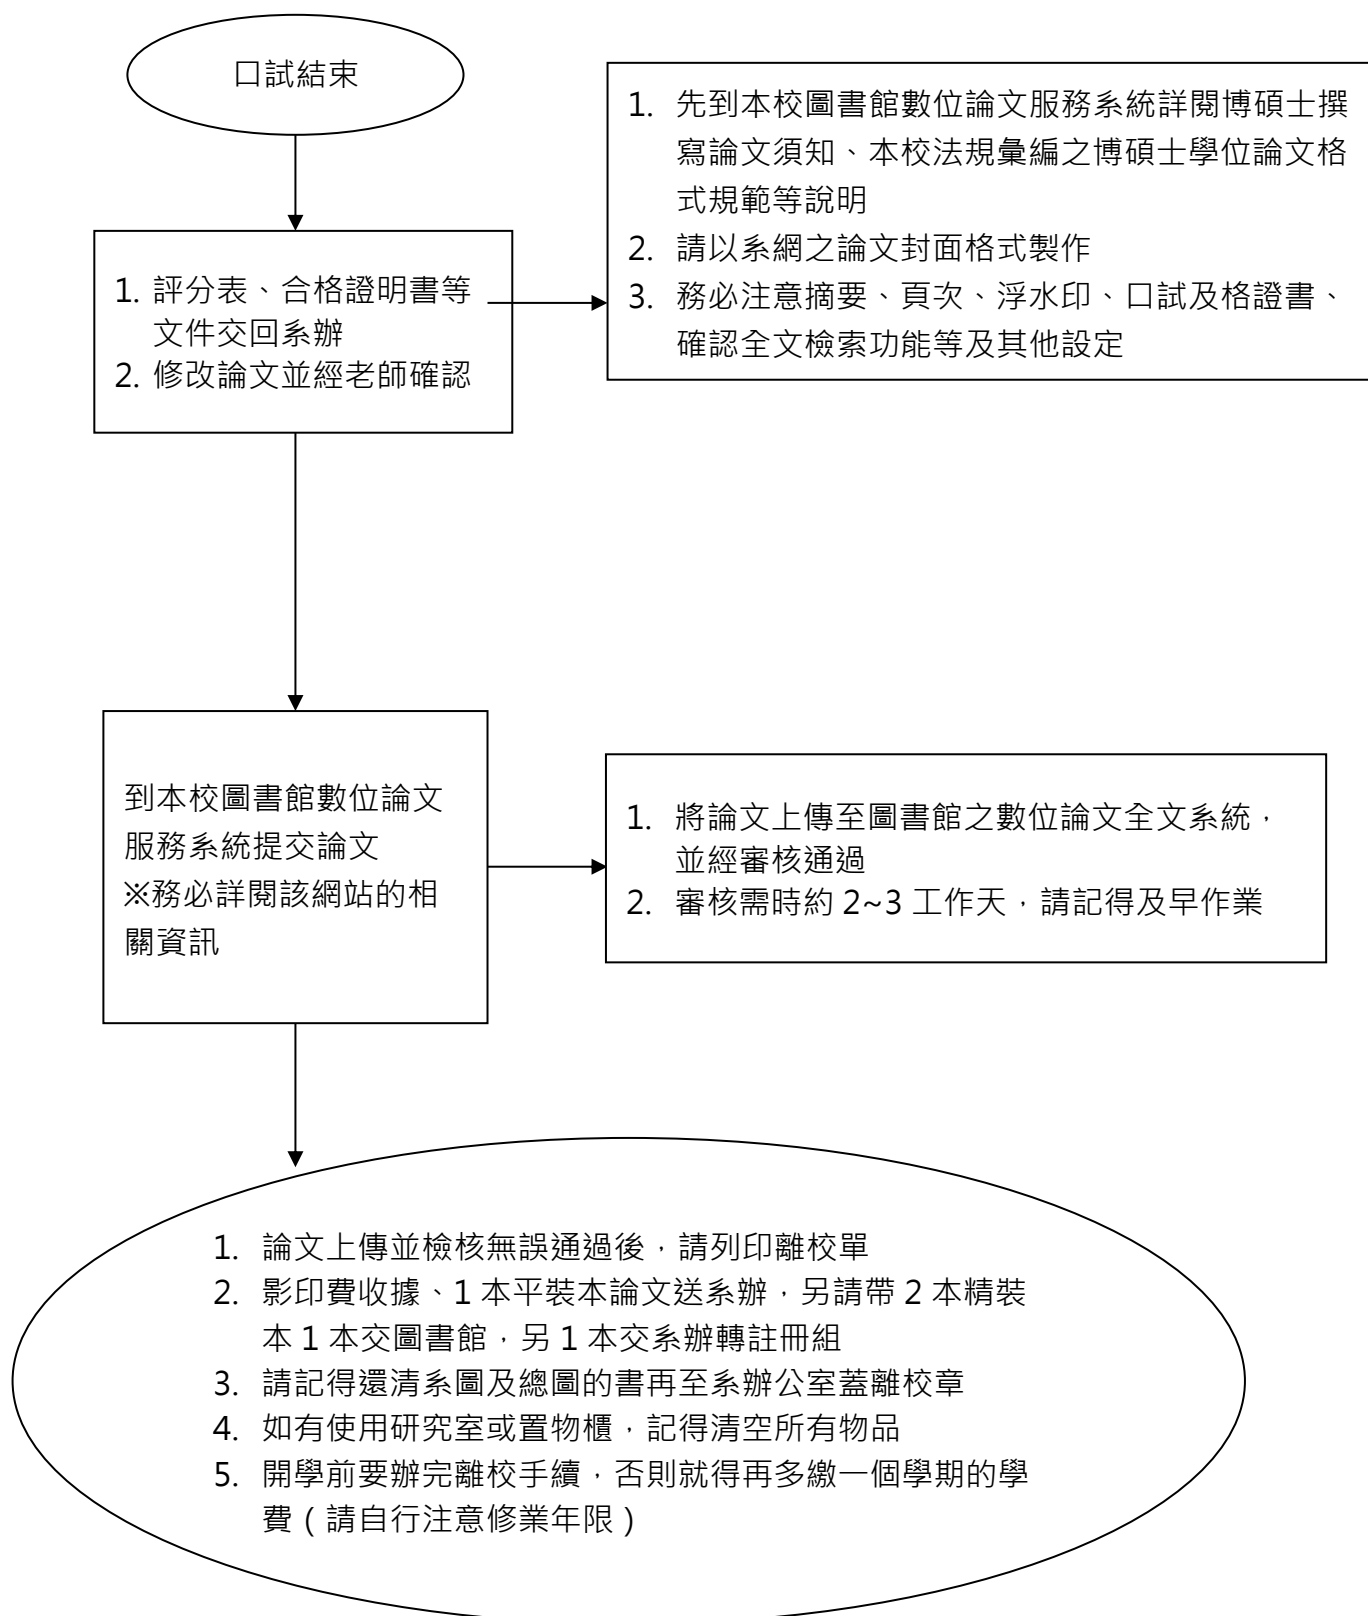 口試結束
1. 先到本校圖書館數位論文服務系統詳閱博碩士撰
寫論文須知、本校法規彙編之博碩士學位論文格
式規範等說明
2. 請以系網之論文封面格式製作
3. 務必注意摘要、頁次、浮水印、口試及格證書、
確認全文檢索功能等及其他設定
1. 評分表、合格證明書等
文件交回系辦
2. 修改論文並經老師確認
到本校圖書館數位論文
服務系統提交論文
※務必詳閱該網站的相
關資訊
1. 將論文上傳至圖書館之數位論文全文系統，
並經審核通過
2. 審核需時約 2~3 工作天，請記得及早作業
1. 論文上傳並檢核無誤通過後，請列印離校單
2. 影印費收據、1 本平裝本論文送系辦，另請帶 2 本精裝
本 1 本交圖書館，另 1 本交系辦轉註冊組
3. 請記得還清系圖及總圖的書再至系辦公室蓋離校章
4. 如有使用研究室或置物櫃，記得清空所有物品
5. 開學前要辦完離校手續，否則就得再多繳一個學期的學
費（請自行注意修業年限）